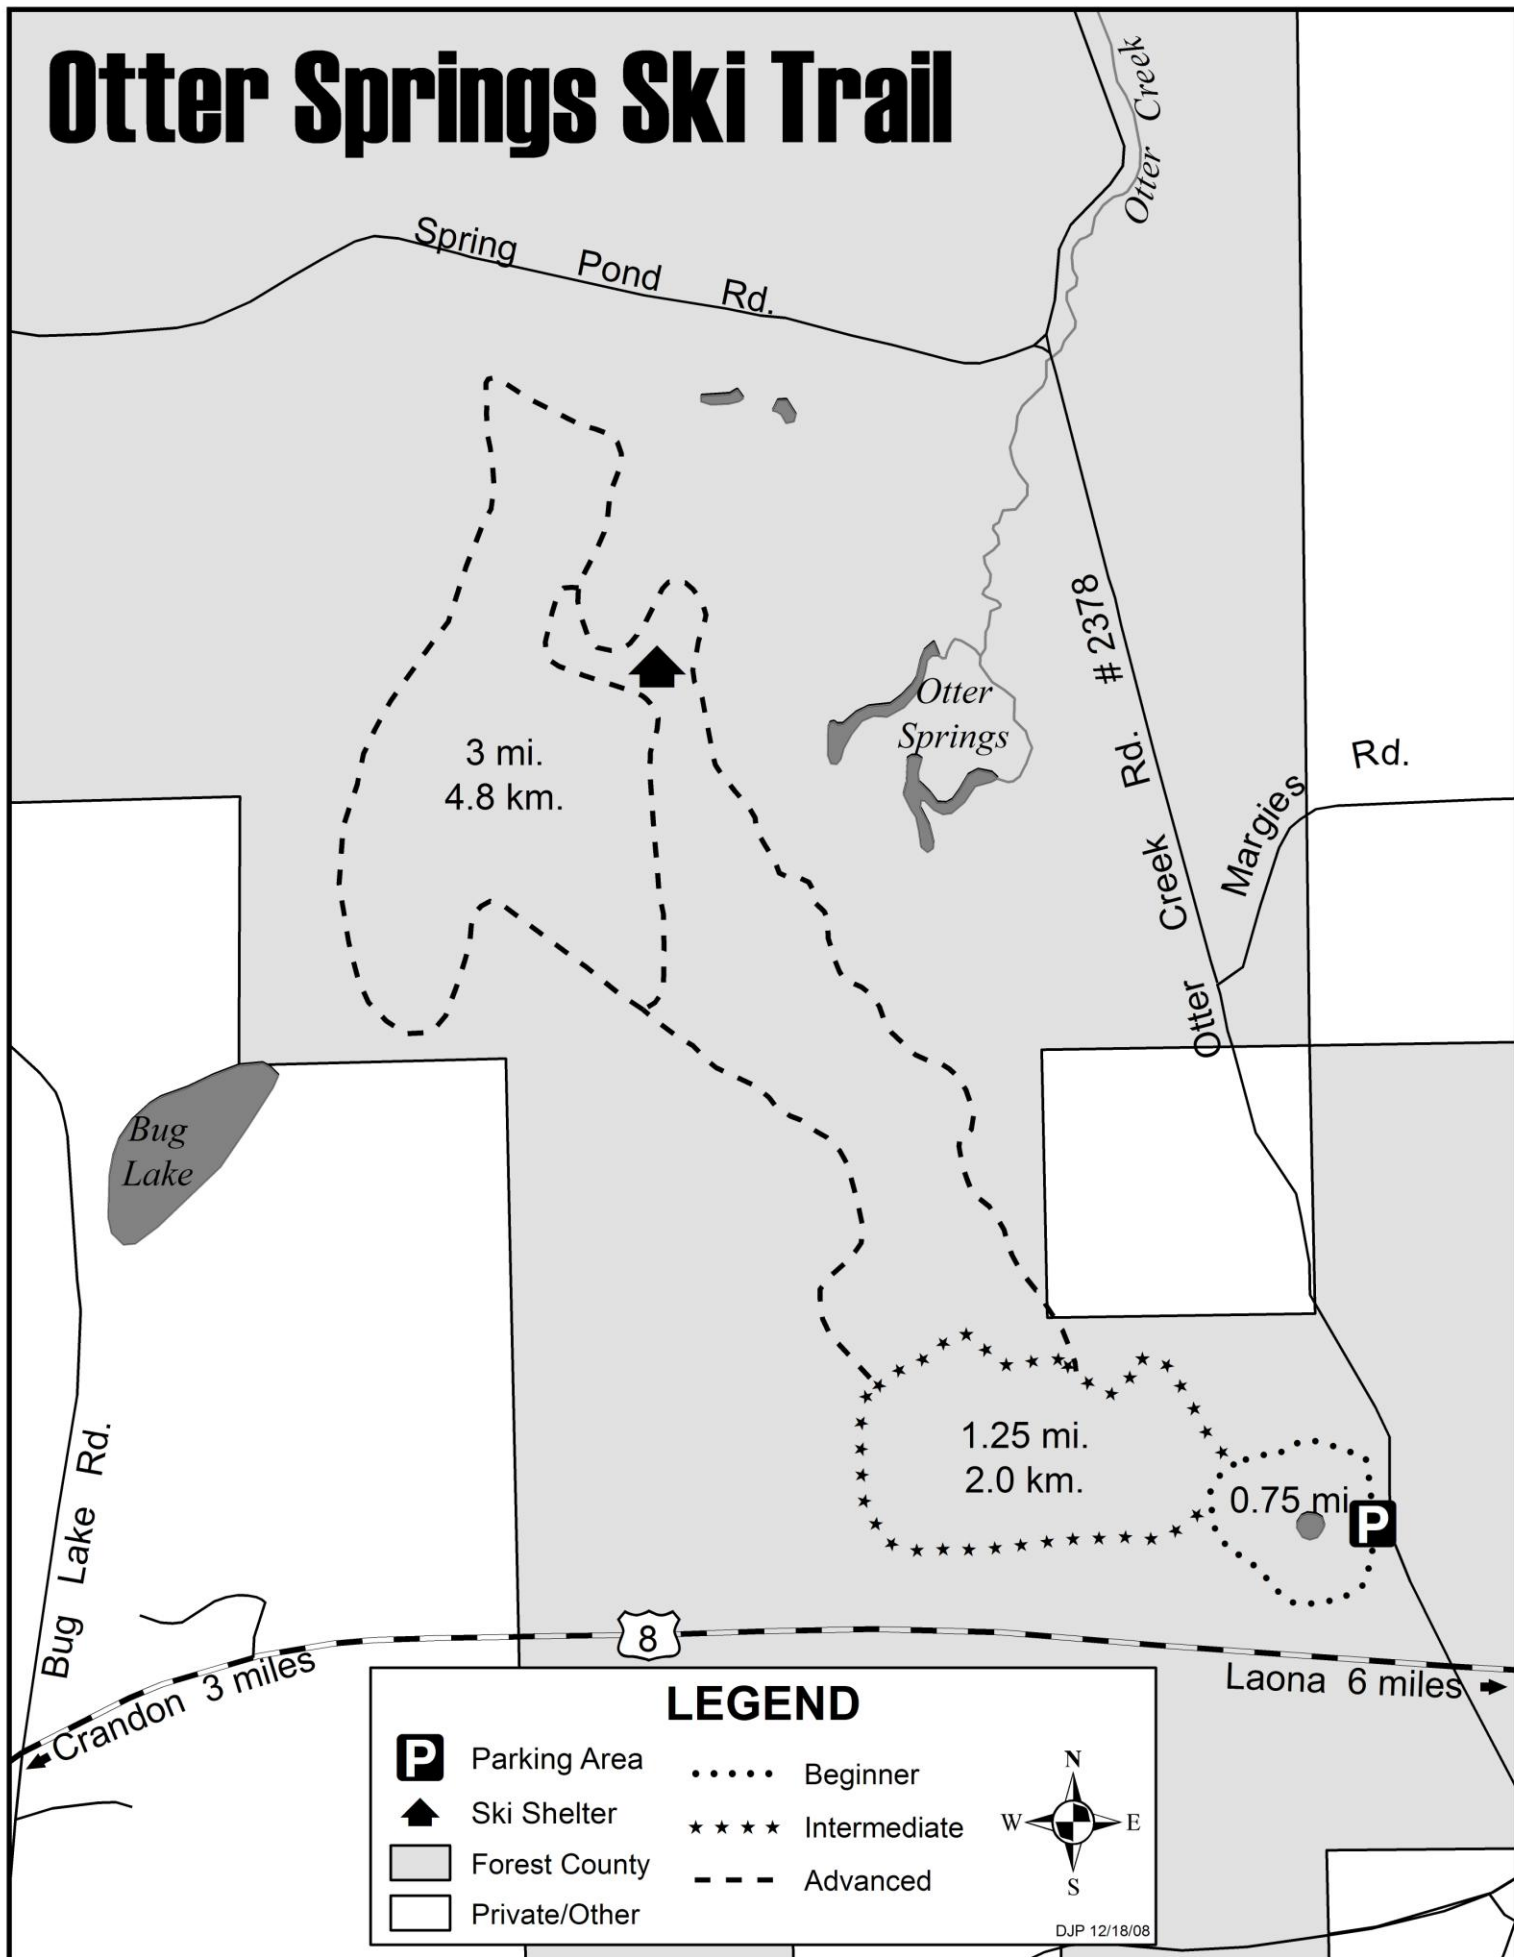 Otter Springs Ski Trail
Otter Creek
Spring Pond Rd.
# 2378
Otter Creek Rd.
Otter
Springs
Margies Rd.
3 mi.
4.8 km.
Bug
Lake
1.25 mi.
2.0 km.
0.75 mi.
P
Bug Lake Rd.
8
Crandon 3 miles
Laona 6 miles
LEGEND
P Parking Area
Ski Shelter
Forest County
Private/Other
Beginner
Intermediate
Advanced
N
W E
S
DJP 12/18/08